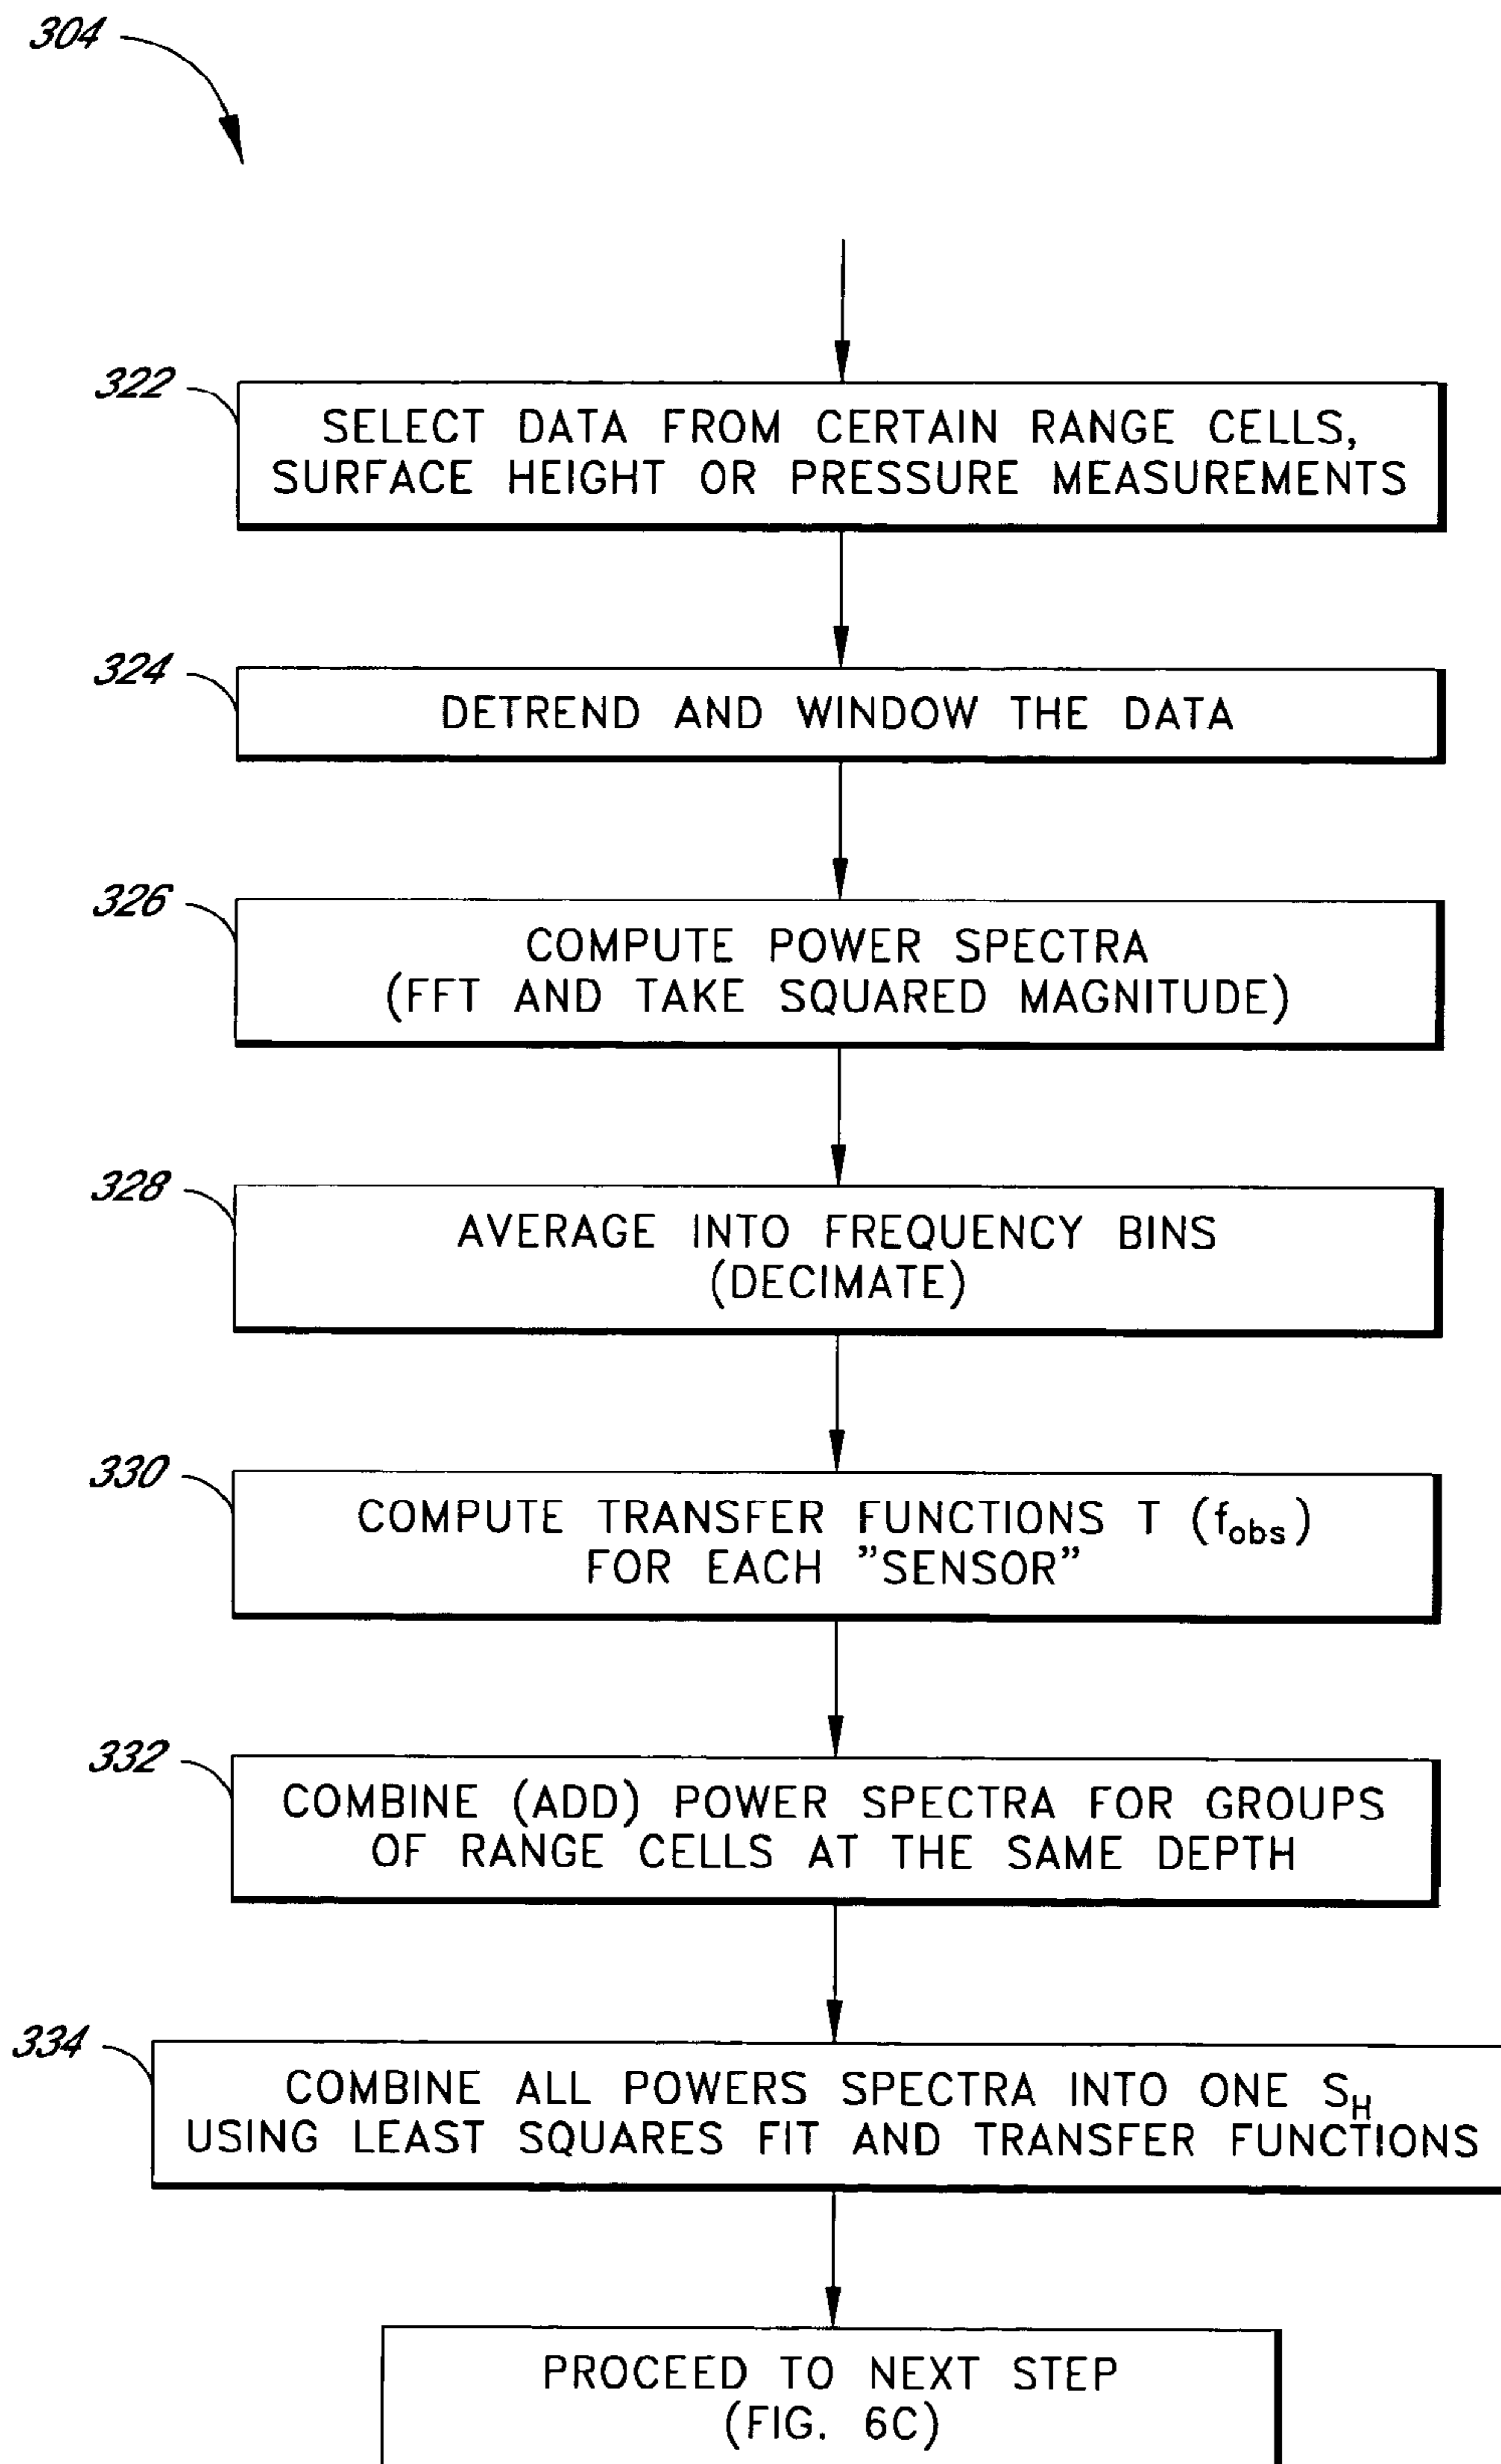 304
322
SELECT DATA FROM CERTAIN RANGE CELLS,
SURFACE HEIGHT OR PRESSURE MEASUREMENTS
324
DETREND AND WINDOW THE DATA
326
COMPUTE POWER SPECTRA
(FFT AND TAKE SQUARED MAGNITUDE)
328
AVERAGE INTO FREQUENCY BINS
(DECIMATE)
330
COMPUTE TRANSFER FUNCTIONS T (f_obs)
FOR EACH "SENSOR"
332
COMBINE (ADD) POWER SPECTRA FOR GROUPS
OF RANGE CELLS AT THE SAME DEPTH
334
COMBINE ALL POWERS SPECTRA INTO ONE S_H
USING LEAST SQUARES FIT AND TRANSFER FUNCTIONS
PROCEED TO NEXT STEP
(FIG. 6C)